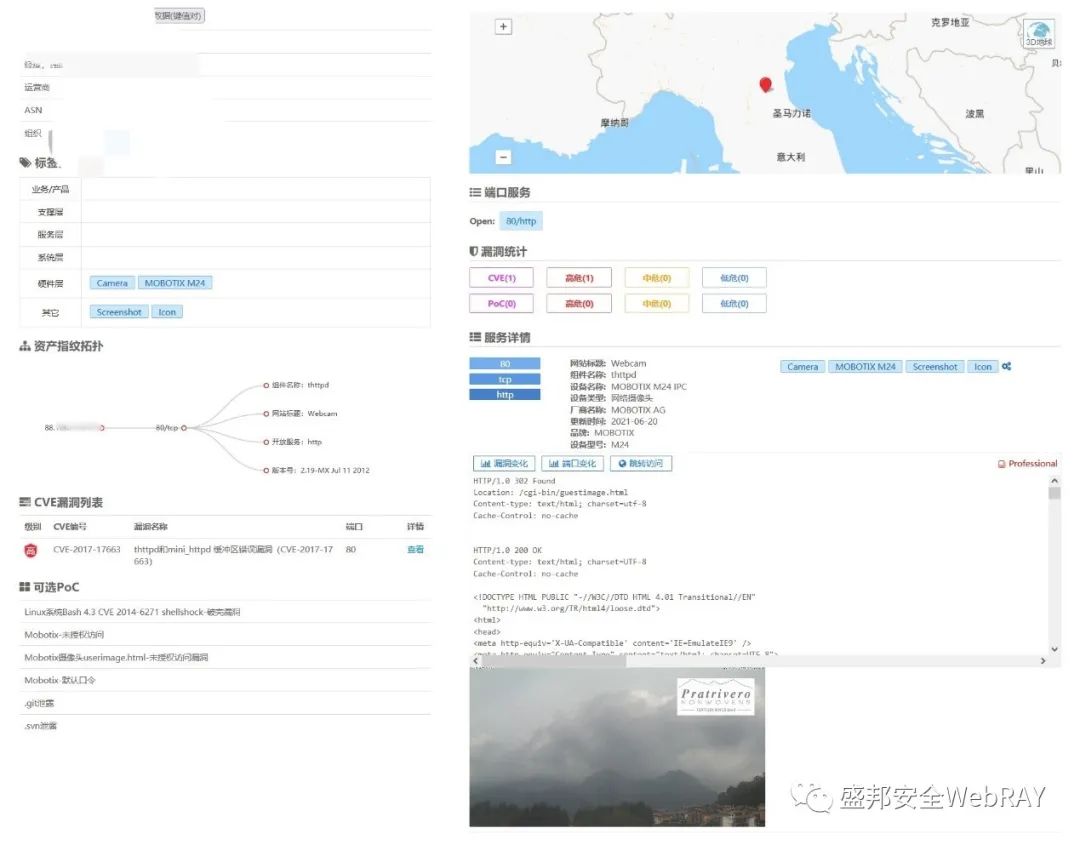 数据(键值对)
运营商
ASN
组织
标签
业务/产品
支撑层
服务层
系统层
硬件层 Camera MOBOTIX M24
其它 Screenshot Icon
资产指纹拓扑
88.
80/tcp
组件名称：thttpd
网站标题：Webcam
开放服务：http
版本号：2.19-MX Jul 11 2012
CVE漏洞列表
级别 CVE编号 漏洞名称 端口 详情
高 CVE-2017-17663 thttpd和mini_httpd 缓冲区错误漏洞（CVE-2017-17 80 查看
663)
可选PoC
Linux系统Bash 4.3 CVE 2014-6271 shellshock-破壳漏洞
Mobotix-未授权访问
Mobotix摄像头userimage.html-未授权访问漏洞
Mobotix-默认口令
.git泄露
.svn泄露
+
克罗地亚
3D地球
摩纳哥
圣马力诺
波黑
意大利
黑山
−
端口服务
Open: 80/http
漏洞统计
CVE(1) 高危(1) 中危(0) 低危(0)
PoC(0) 高危(0) 中危(0) 低危(0)
服务详情
80
tcp
http
网站标题: Webcam
组件名称: thttpd
设备名称: MOBOTIX M24 IPC
设备类型: 网络摄像头
厂商名称: MOBOTIX AG
更新时间: 2021-06-20
品牌: MOBOTIX
设备型号: M24
Camera MOBOTIX M24 Screenshot Icon
漏洞变化 端口变化 跳转访问
Professional
HTTP/1.0 302 Found
Location: /cgi-bin/guestimage.html
Content-type: text/html; charset=utf-8
Cache-Control: no-cache
HTTP/1.0 200 OK
Content-type: text/html; charset=UTF-8
Cache-Control: no-cache
<!DOCTYPE HTML PUBLIC "-//W3C//DTD HTML 4.01 Transitional//EN"
"http://www.w3.org/TR/html4/loose.dtd">
<html>
<head>
<meta http-equiv='X-UA-Compatible' content='IE=EmulateIE9' />
<meta http-equiv="Content-Type" content="text/html; charset=UTF-8">
Pratrivero
NONWOVENS
盛邦安全WebRAY